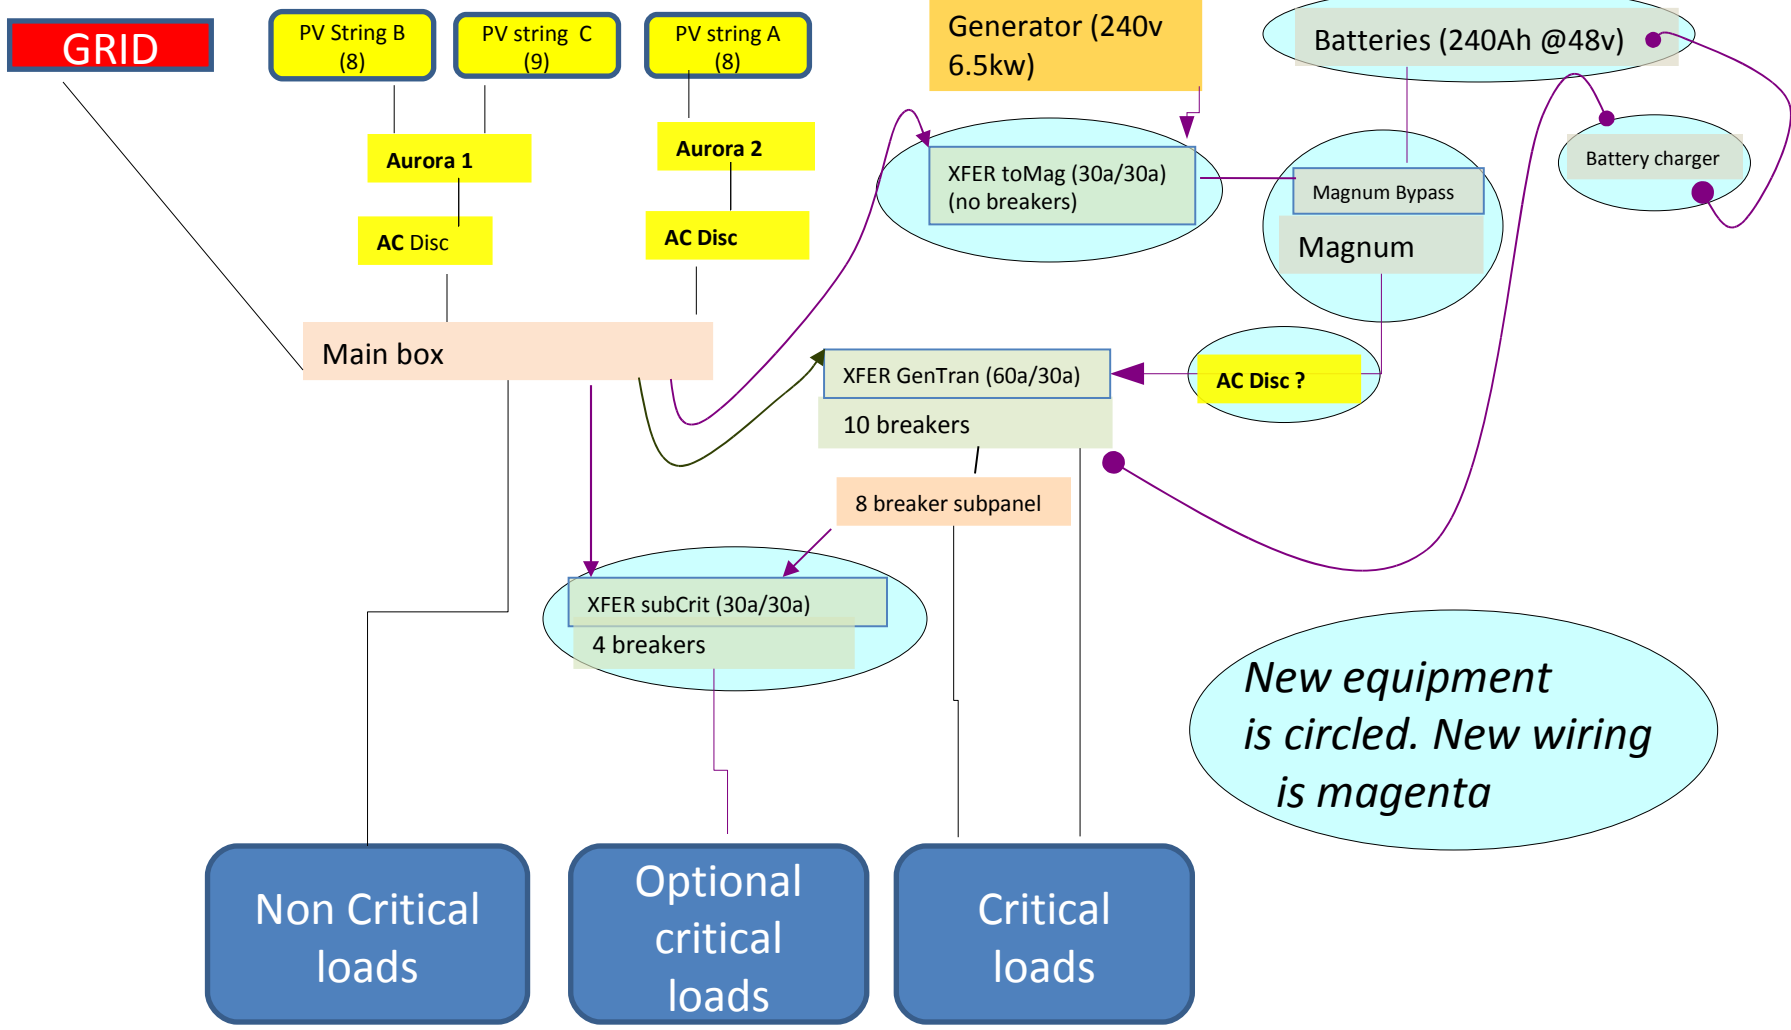 GRID
PV String B
(8)
PV string  C
(9)
PV string A
(8)
Generator (240v
6.5kw)
Batteries (240Ah @48v)
Aurora 1
Aurora 2
XFER toMag (30a/30a)
(no breakers)
Magnum Bypass
Magnum
Battery charger
AC Disc
AC Disc
Main box
XFER GenTran (60a/30a)
10 breakers
AC Disc ?
8 breaker subpanel
XFER subCrit (30a/30a)
4 breakers
New equipment
is circled. New wiring
is magenta
Non Critical
loads
Optional
critical
loads
Critical
loads